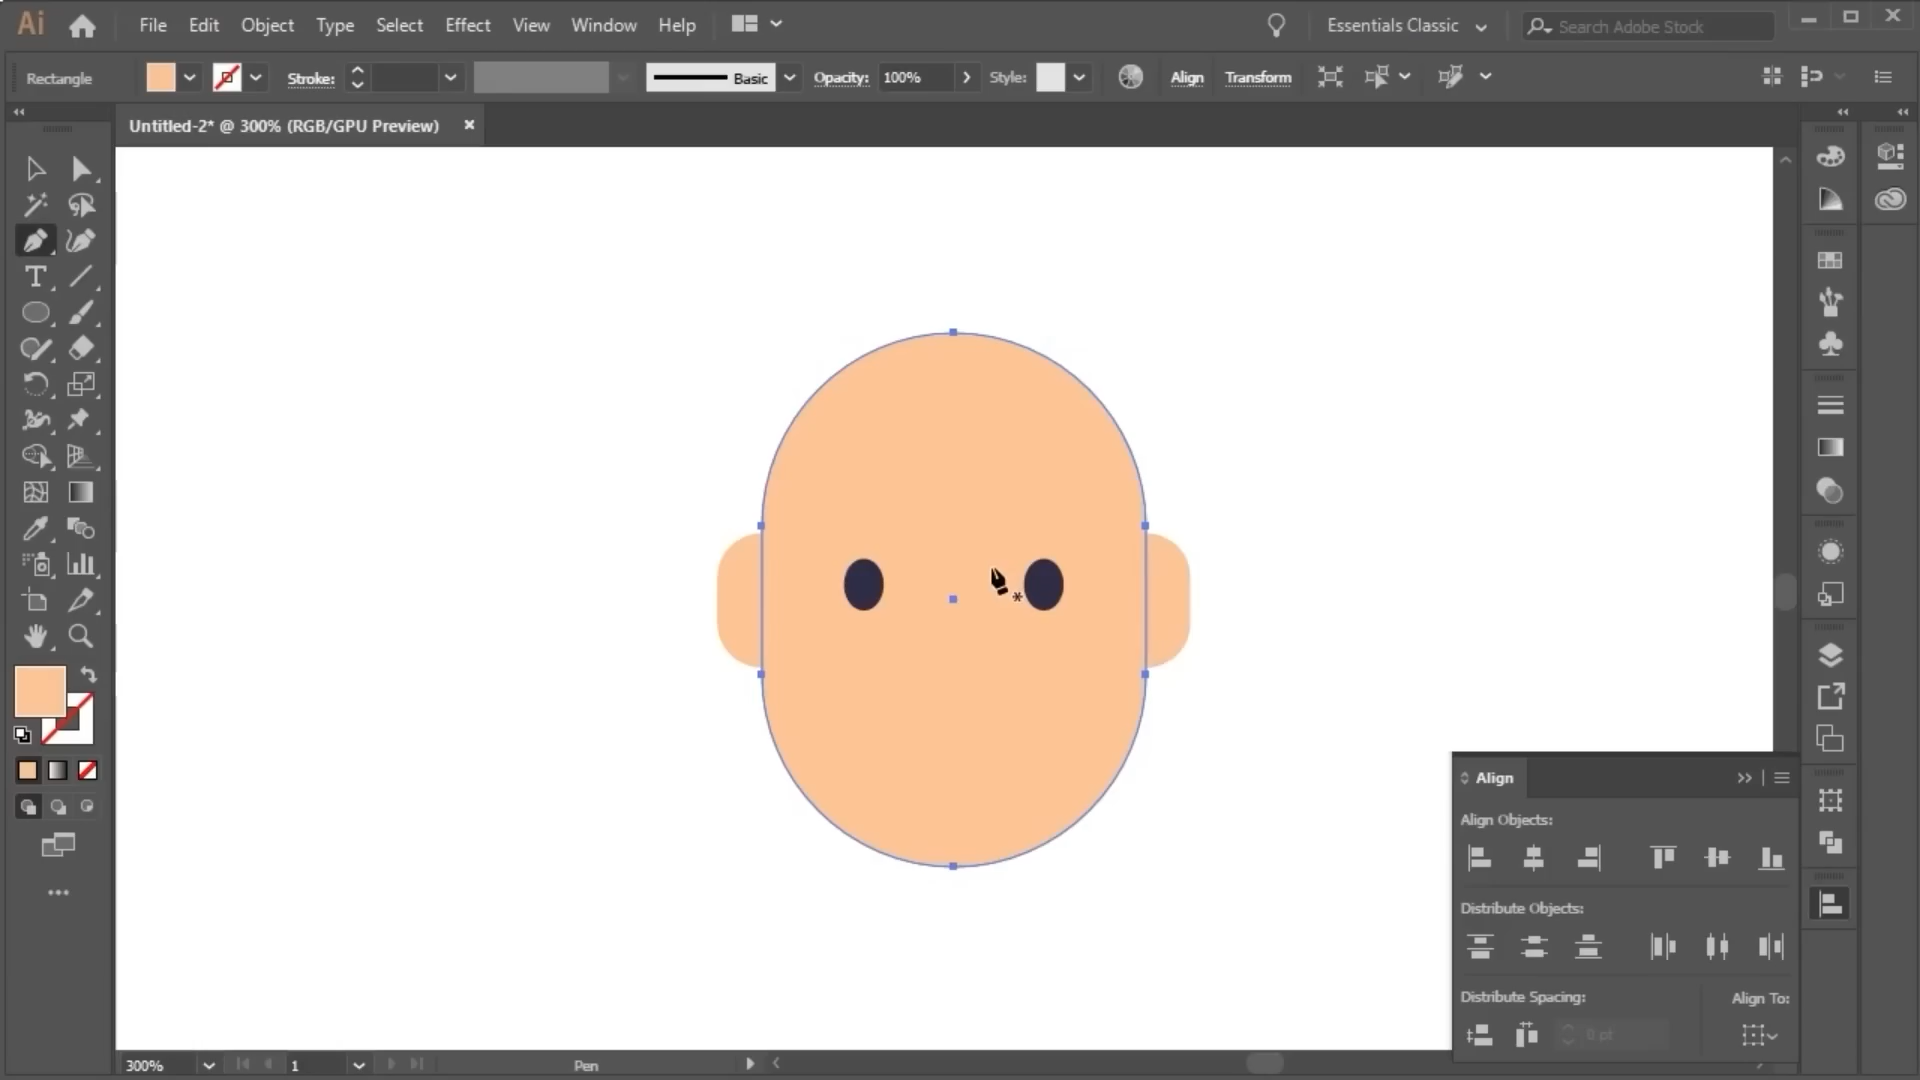 Ai File Edit Object Type Select Effect View Window Help Essentials Classic Search Adobe Stock
Rectangle Stroke: Basic Opacity: 100% Style: Align Transform
Untitled-2* @ 300% (RGB/GPU Preview)
Align
Align Objects:
Distribute Objects:
Distribute Spacing: Align To:
0 pt
300% 1 Pen